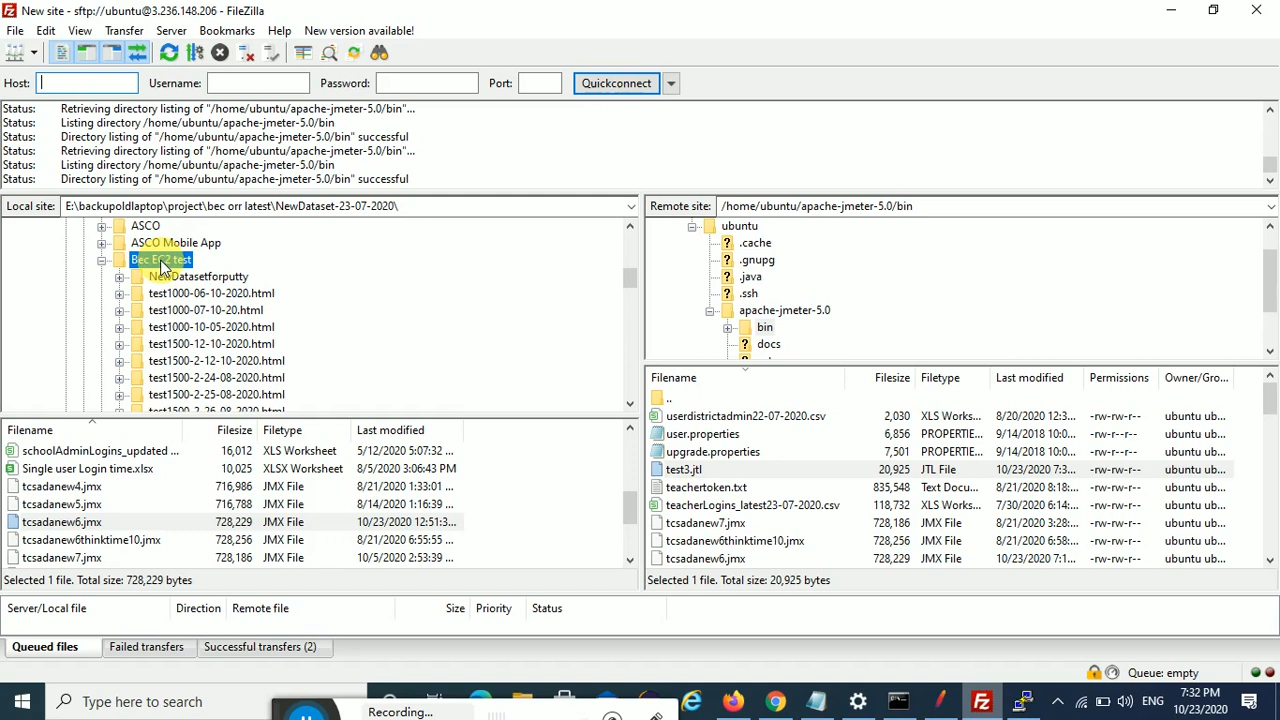 New site - sftp://ubuntu@3.236.148.206 - FileZilla
File Edit View Transfer Server Bookmarks Help New version available!
Host: Username: Password: Port: Quickconnect
Status: Retrieving directory listing of "/home/ubuntu/apache-jmeter-5.0/bin"...
Status: Listing directory /home/ubuntu/apache-jmeter-5.0/bin
Status: Directory listing of "/home/ubuntu/apache-jmeter-5.0/bin" successful
Status: Retrieving directory listing of "/home/ubuntu/apache-jmeter-5.0/bin"...
Status: Listing directory /home/ubuntu/apache-jmeter-5.0/bin
Status: Directory listing of "/home/ubuntu/apache-jmeter-5.0/bin" successful
Local site: E:\backupoldlaptop\project\bec orr latest\NewDataset-23-07-2020\
ASCO
ASCO Mobile App
Bec EC2 test
NewDatasetforputty
test1000-06-10-2020.html
test1000-07-10-20.html
test1000-10-05-2020.html
test1500-12-10-2020.html
test1500-2-12-10-2020.html
test1500-2-24-08-2020.html
test1500-2-25-08-2020.html
test1500-2-26-08-2020.html
Filename Filesize Filetype Last modified
schoolAdminLogins_updated ... 16,012 XLS Worksheet 5/12/2020 5:07:32 ...
Single user Login time.xlsx 10,025 XLSX Worksheet 8/5/2020 3:06:43 PM
tcsadanew4.jmx 716,986 JMX File 8/21/2020 1:33:01 ...
tcsadanew5.jmx 716,788 JMX File 8/14/2020 1:16:39 ...
tcsadanew6.jmx 728,229 JMX File 10/23/2020 12:51:3...
tcsadanew6thinktime10.jmx 728,256 JMX File 8/21/2020 6:55:55 ...
tcsadanew7.jmx 728,186 JMX File 10/5/2020 2:53:39 ...
Selected 1 file. Total size: 728,229 bytes
Remote site: /home/ubuntu/apache-jmeter-5.0/bin
ubuntu
.cache
.gnupg
.java
.ssh
apache-jmeter-5.0
bin
docs
Filename Filesize Filetype Last modified Permissions Owner/Gro...
..
userdistrictadmin22-07-2020.csv 2,030 XLS Works... 8/20/2020 12:3... -rw-rw-r-- ubuntu ub...
user.properties 6,856 PROPERTIE... 9/14/2018 10:0... -rw-rw-r-- ubuntu ub...
upgrade.properties 7,501 PROPERTIE... 9/14/2018 10:0... -rw-rw-r-- ubuntu ub...
test3.jtl 20,925 JTL File 10/23/2020 7:3... -rw-rw-r-- ubuntu ub...
teachertoken.txt 835,548 Text Docu... 8/21/2020 8:18:... -rw-rw-r-- ubuntu ub...
teacherLogins_latest23-07-2020.csv 118,732 XLS Works... 7/30/2020 6:14:... -rw-rw-r-- ubuntu ub...
tcsadanew7.jmx 728,186 JMX File 8/21/2020 3:28:... -rw-rw-r-- ubuntu ub...
tcsadanew6thinktime10.jmx 728,256 JMX File 8/21/2020 6:58:... -rw-rw-r-- ubuntu ub...
tcsadanew6.jmx 728,229 JMX File 10/23/2020 7:1... -rw-rw-r-- ubuntu ub...
Selected 1 file. Total size: 20,925 bytes
Server/Local file Direction Remote file Size Priority Status
Queued files Failed transfers Successful transfers (2)
Queue: empty
Type here to search
Recording...
ENG
7:32 PM
10/23/2020